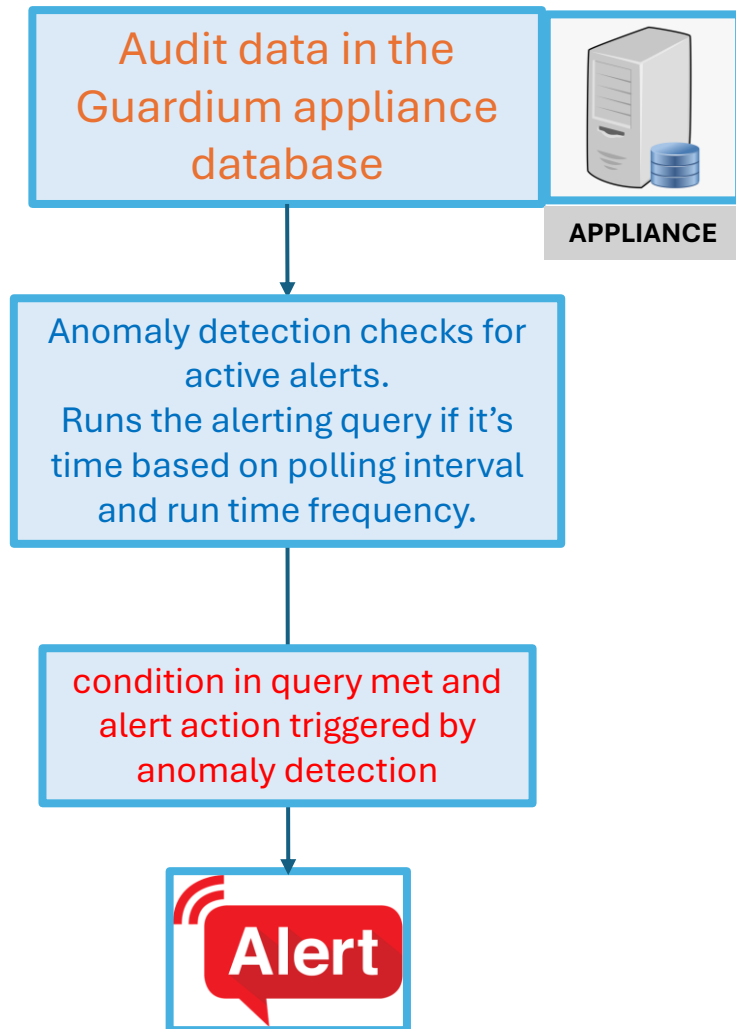 Audit data in the
Guardium appliance
database
APPLIANCE
Anomaly detection checks for
active alerts.
Runs the alerting query if it’s
time based on polling interval
and run time frequency.
condition in query met and
alert action triggered by
anomaly detection
Alert